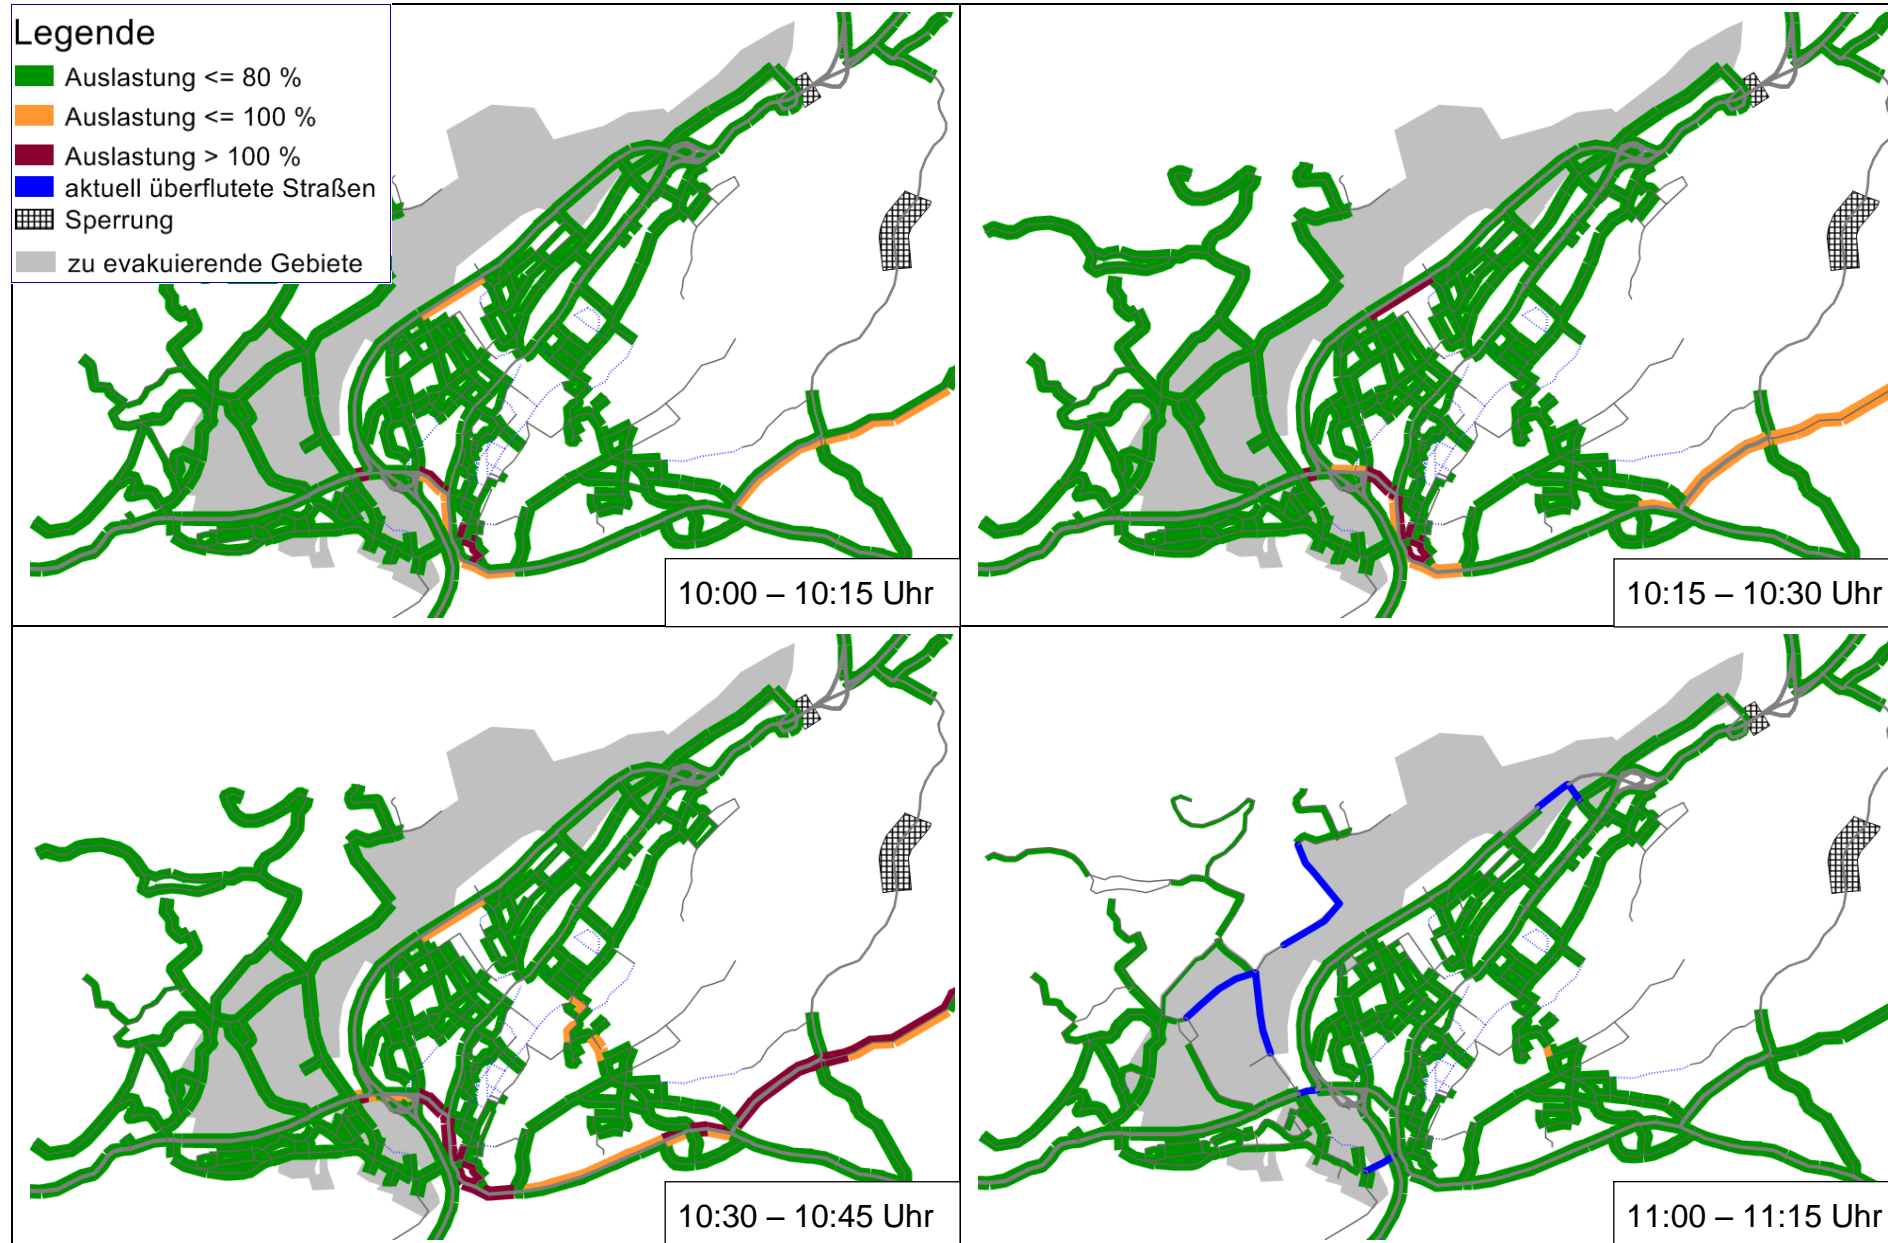 Legende
Auslastung <= 80 %
Auslastung <= 100 %
Auslastung > 100 %
aktuell überflutete Straßen
Sperrung
zu evakuierende Gebiete
10:00 – 10:15 Uhr
10:15 – 10:30 Uhr
10:30 – 10:45 Uhr
11:00 – 11:15 Uhr